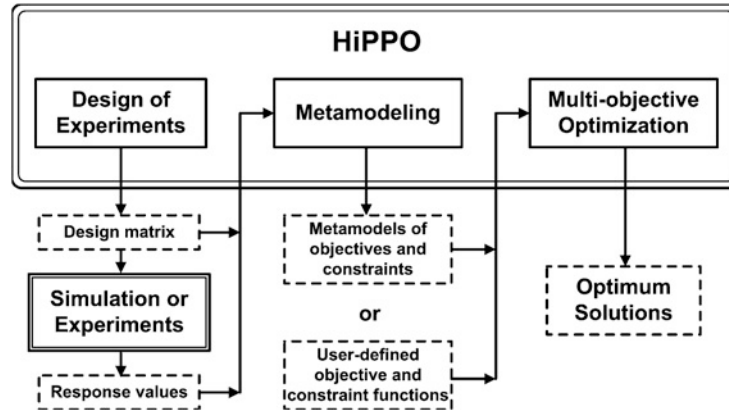 HiPPO
Design of
Experiments
Metamodeling
Multi-objective
Optimization
Design matrix
Metamodels of
objectives and
constraints
Simulation or
Experiments
or
Optimum
Solutions
User-defined
objective and
constraint functions
Response values